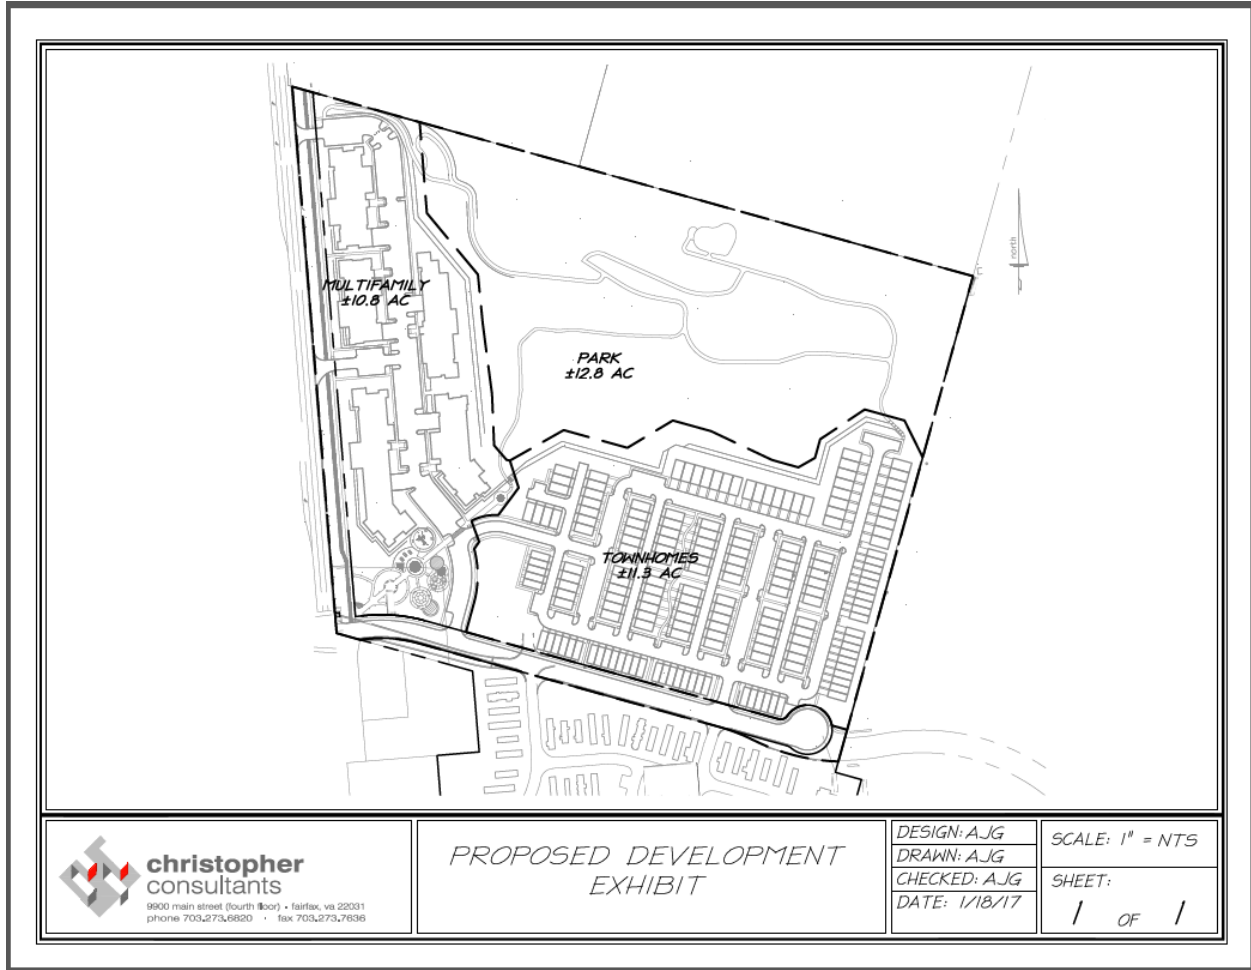 north
MULTIFAMILY
±10.8 AC
PARK
±12.8 AC
TOWNHOMES
±11.3 AC
christopher
consultants
9900 main street (fourth floor) • fairfax, va 22031
phone 703.273.6820 · fax 703.273.7636
PROPOSED DEVELOPMENT
EXHIBIT
DESIGN: AJG
DRAWN: AJG
CHECKED: AJG
DATE: 1/18/17
SCALE: 1" = NTS
SHEET:
1 OF 1